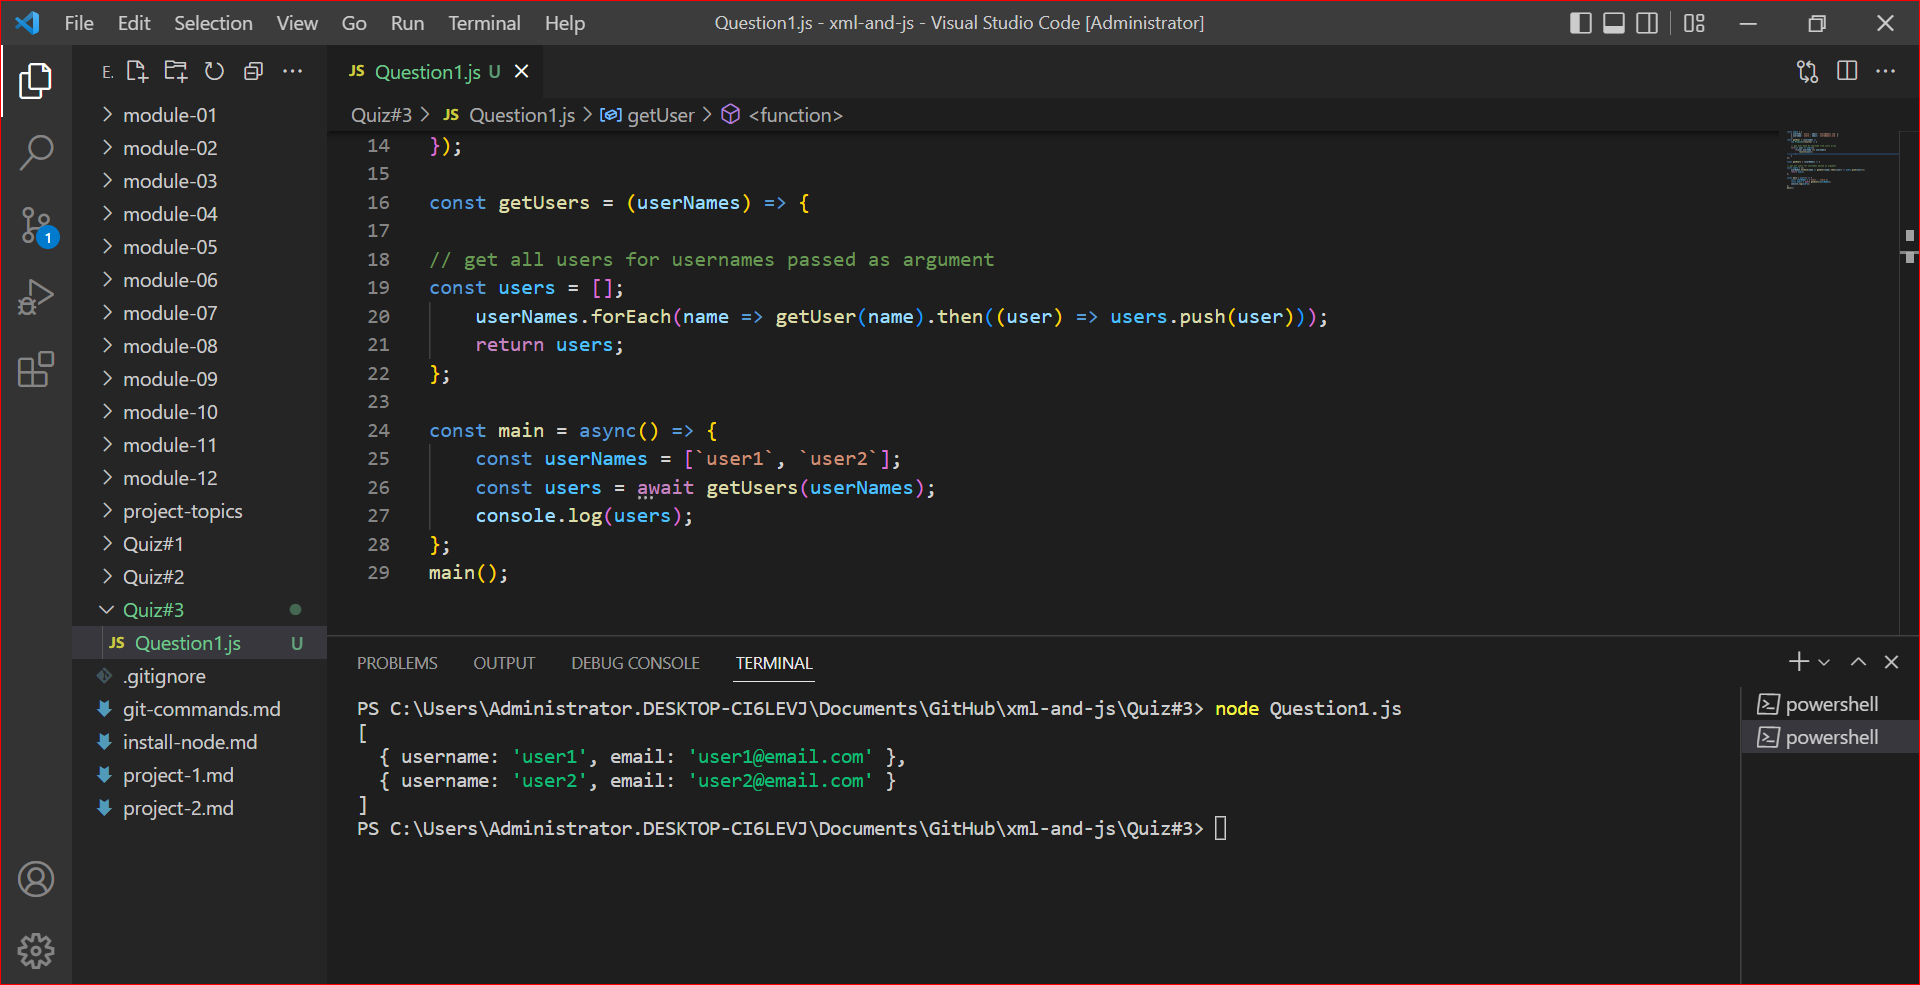 File Edit Selection View Go Run Terminal Help
Question1.js - xml-and-js - Visual Studio Code [Administrator]
E.
module-01
module-02
module-03
module-04
module-05
module-06
module-07
module-08
module-09
module-10
module-11
module-12
project-topics
Quiz#1
Quiz#2
Quiz#3
JS Question1.js U
.gitignore
git-commands.md
install-node.md
project-1.md
project-2.md
1
JS Question1.js U
Quiz#3 > JS Question1.js > getUser > <function>
14 });
15
16 const getUsers = (userNames) => {
17
18 // get all users for usernames passed as argument
19 const users = [];
20 userNames.forEach(name => getUser(name).then((user) => users.push(user)));
21 return users;
22 };
23
24 const main = async() => {
25 const userNames = [`user1`, `user2`];
26 const users = await getUsers(userNames);
27 console.log(users);
28 };
29 main();
PROBLEMS OUTPUT DEBUG CONSOLE TERMINAL
PS C:\Users\Administrator.DESKTOP-CI6LEVJ\Documents\GitHub\xml-and-js\Quiz#3> node Question1.js
[
{ username: 'user1', email: 'user1@email.com' },
{ username: 'user2', email: 'user2@email.com' }
]
PS C:\Users\Administrator.DESKTOP-CI6LEVJ\Documents\GitHub\xml-and-js\Quiz#3>
powershell
powershell